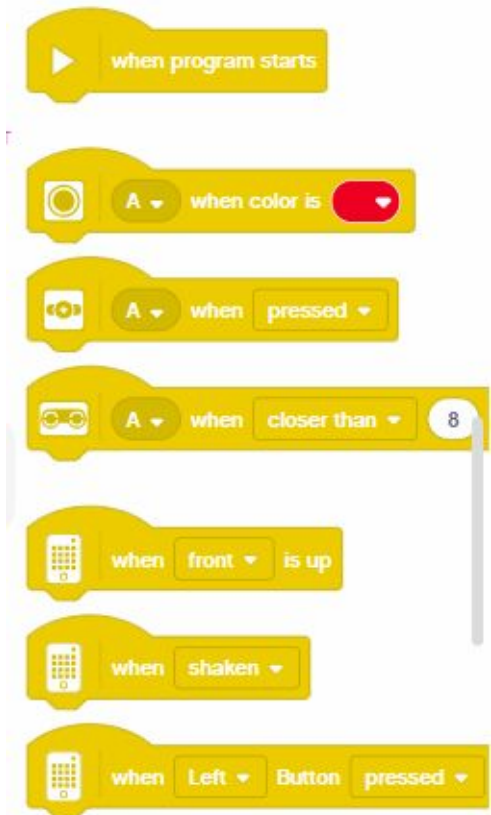 when program starts
A when color is
A when pressed
A when closer than 8
when front is up
when shaken
when Left Button pressed